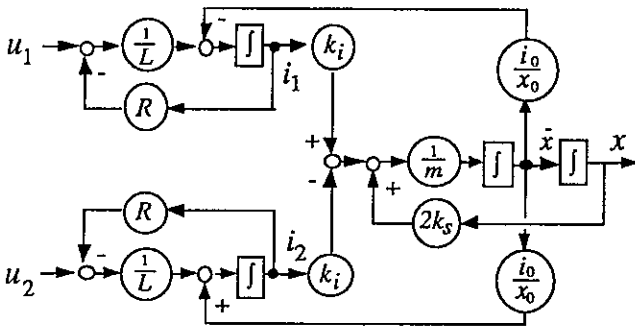 -
u₁ - 1/L ∫ i₁ kᵢ i₀/x₀
R
+ - + 1/m ∫ ẋ ∫ x
2kₛ
R
u₂ - 1/L + ∫ i₂ kᵢ i₀/x₀